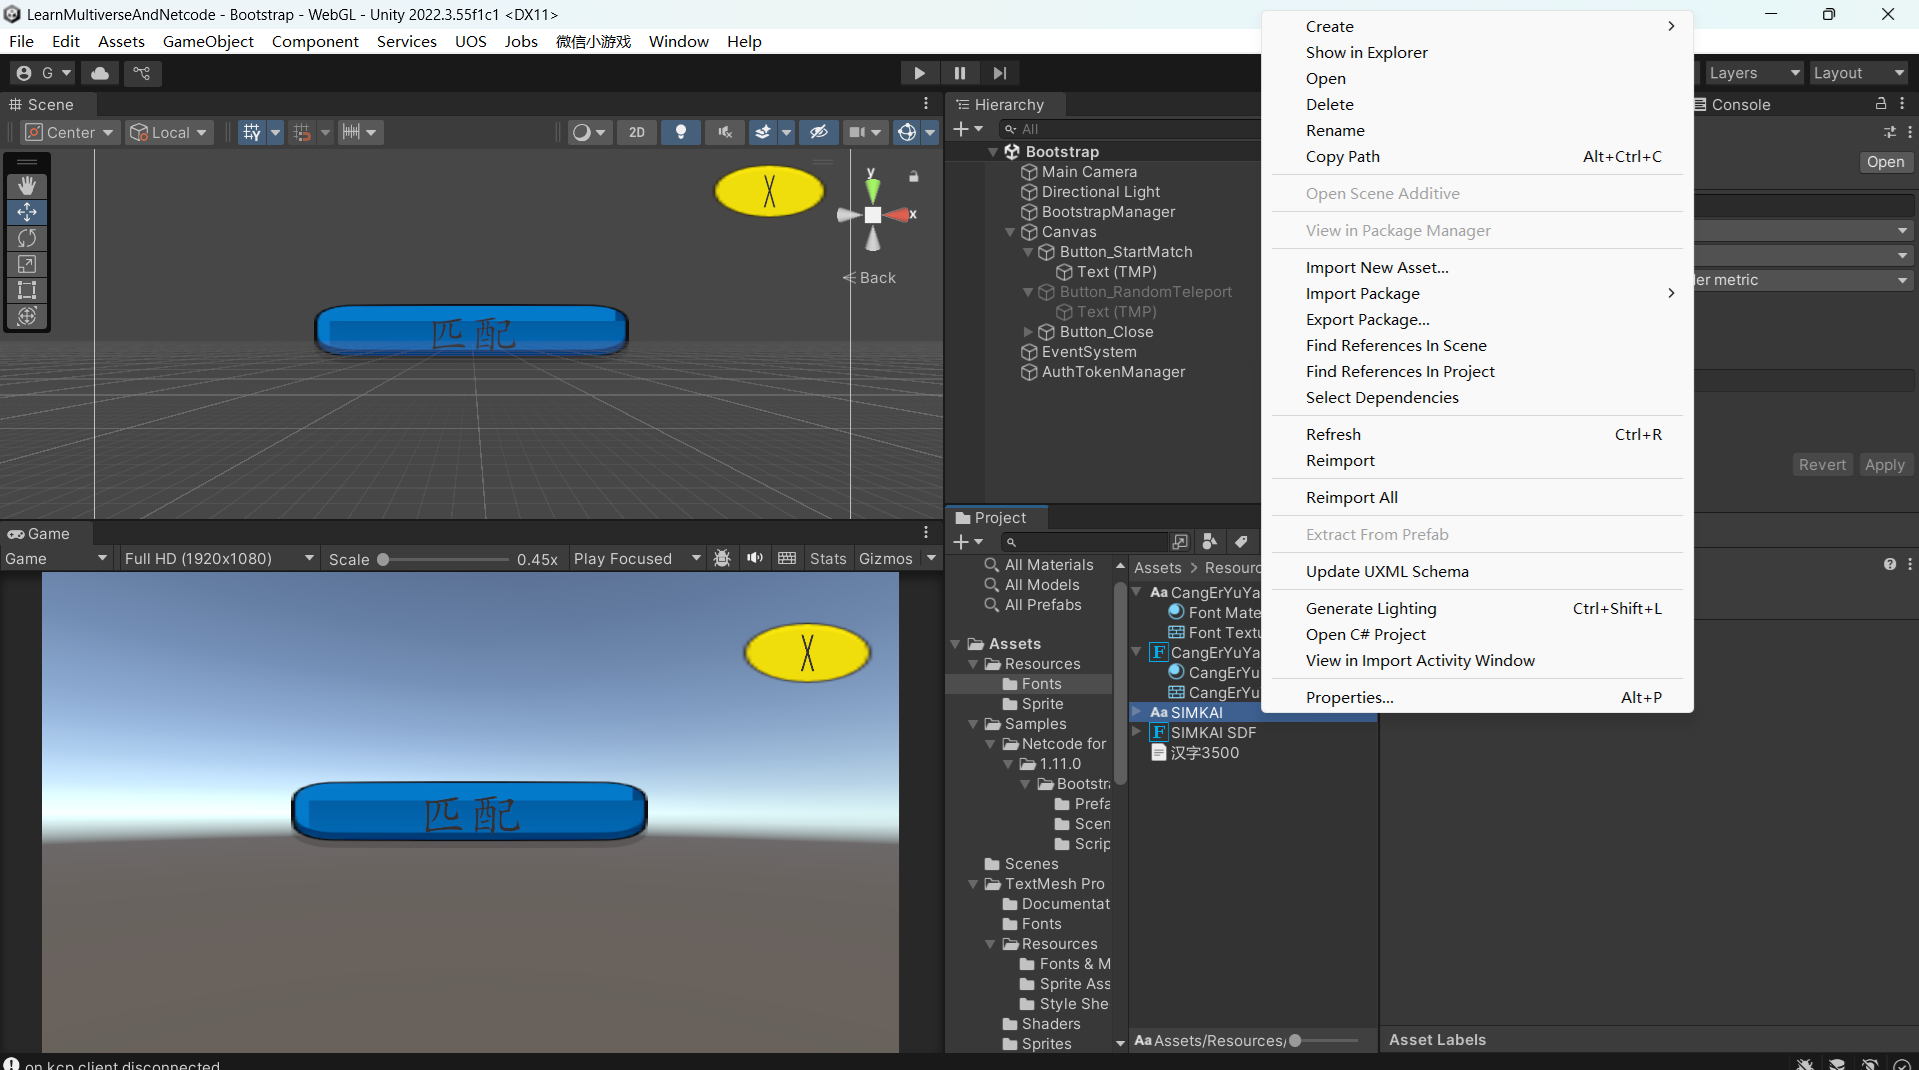 LearnMultiverseAndNetcode - Bootstrap - WebGL - Unity 2022.3.55f1c1 <DX11>
File Edit Assets GameObject Component Services UOS Jobs 微信小游戏 Window Help
G
Layers Layout
Scene
Center Local 2D
X
y
x
Back
匹配
Game
Game Full HD (1920x1080) Scale 0.45x Play Focused Stats Gizmos
X
匹配
on kcp client disconnected
Hierarchy
All
Bootstrap
Main Camera
Directional Light
BootstrapManager
Canvas
Button_StartMatch
Text (TMP)
Button_RandomTeleport
Text (TMP)
Button_Close
EventSystem
AuthTokenManager
Project
All Materials
All Models
All Prefabs
Assets
Resources
Fonts
Sprite
Samples
Netcode for
1.11.0
Bootstra
Prefa
Scen
Scrip
Scenes
TextMesh Pro
Documentat
Fonts
Resources
Fonts & M
Sprite Ass
Style She
Shaders
Sprites
Assets > Resourc
Aa CangErYuYa
Font Mate
Font Textu
F CangErYuYa
CangErYu
CangErYu
Aa SIMKAI
F SIMKAI SDF
汉字3500
Aa Assets/Resources/
Create
Show in Explorer
Open
Delete
Rename
Copy Path Alt+Ctrl+C
Open Scene Additive
View in Package Manager
Import New Asset...
Import Package
Export Package...
Find References In Scene
Find References In Project
Select Dependencies
Refresh Ctrl+R
Reimport
Reimport All
Extract From Prefab
Update UXML Schema
Generate Lighting Ctrl+Shift+L
Open C# Project
View in Import Activity Window
Properties... Alt+P
Console
Open
er metric
Revert Apply
Asset Labels